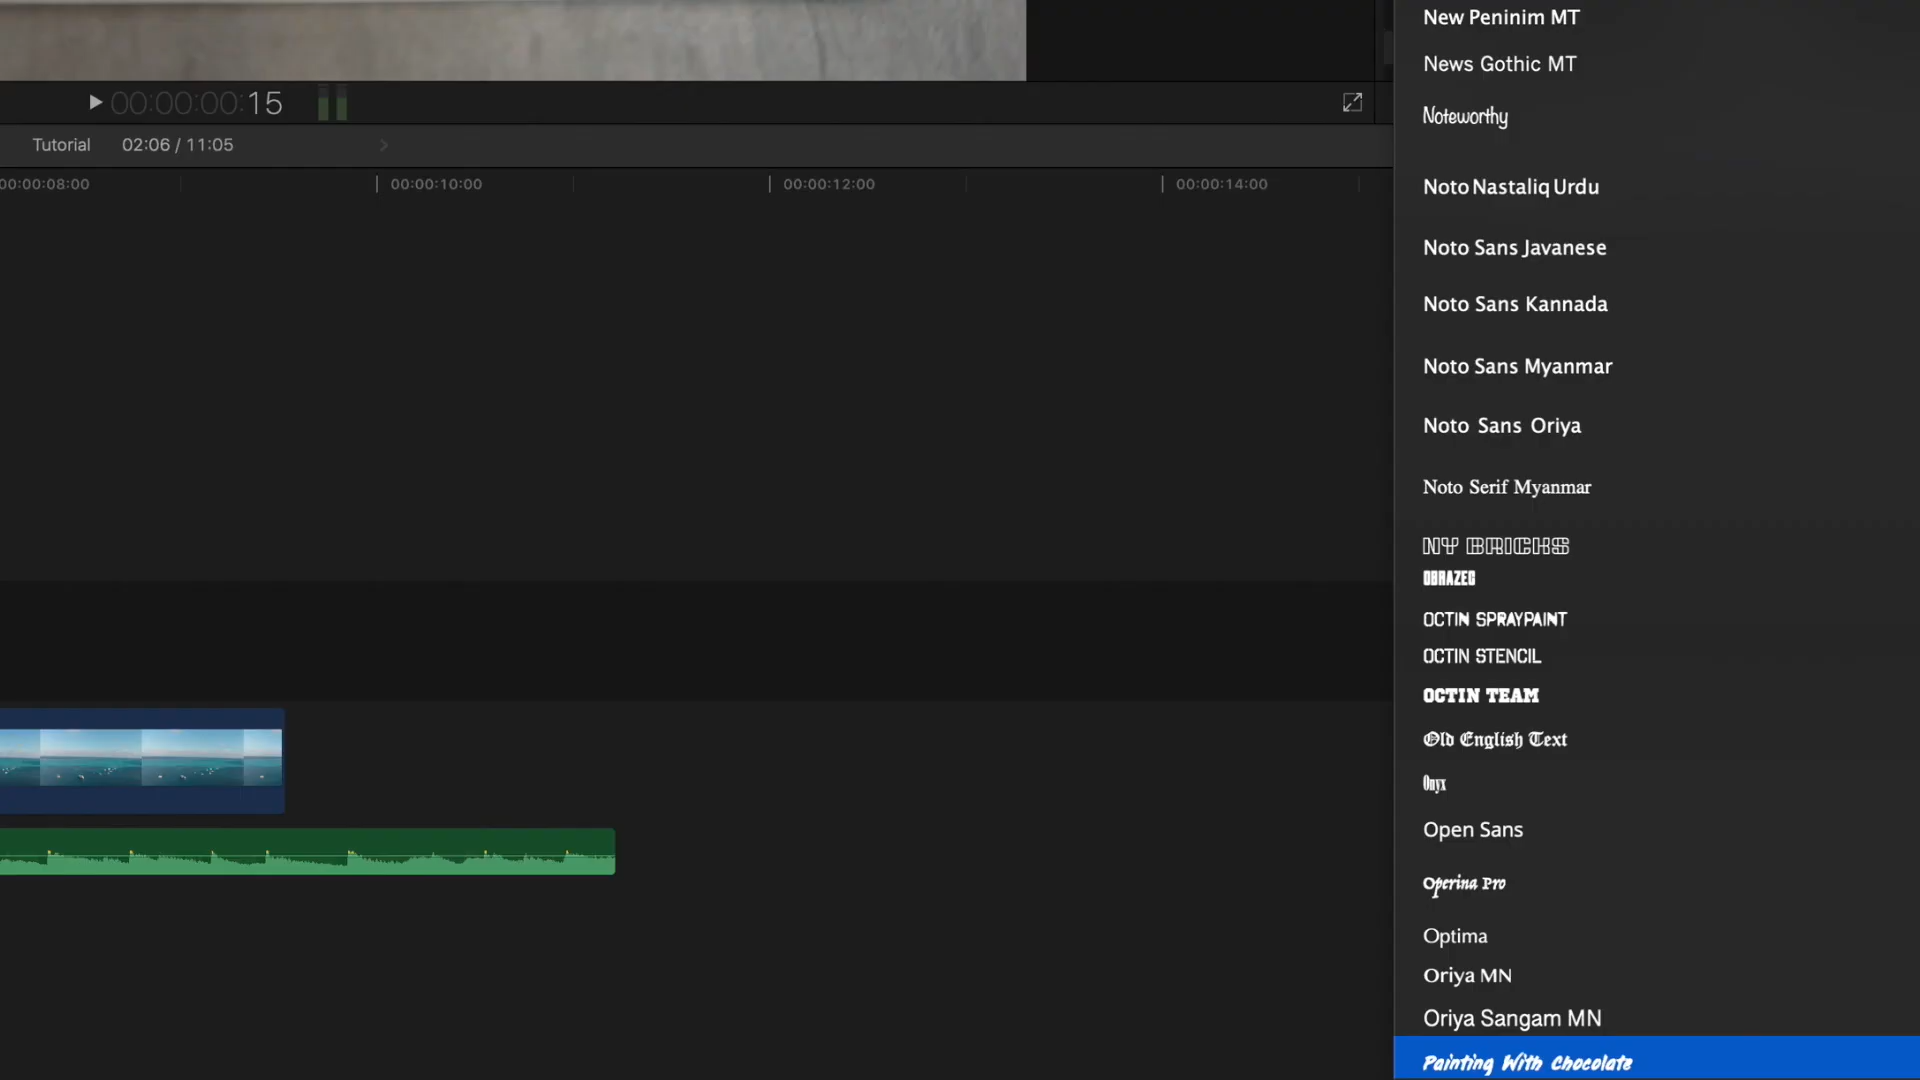 00:00:00:15
Tutorial 02:06 / 11:05
00:00:08:00 00:00:10:00 00:00:12:00 00:00:14:00
New Peninim MT
News Gothic MT
Noteworthy
Noto Nastaliq Urdu
Noto Sans Javanese
Noto Sans Kannada
Noto Sans Myanmar
Noto Sans Oriya
Noto Serif Myanmar
NY BRICKS
OBRAZEC
OCTIN SPRAYPAINT
OCTIN STENCIL
OCTIN TEAM
Old English Text
Onyx
Open Sans
Operina Pro
Optima
Oriya MN
Oriya Sangam MN
Painting With Chocolate